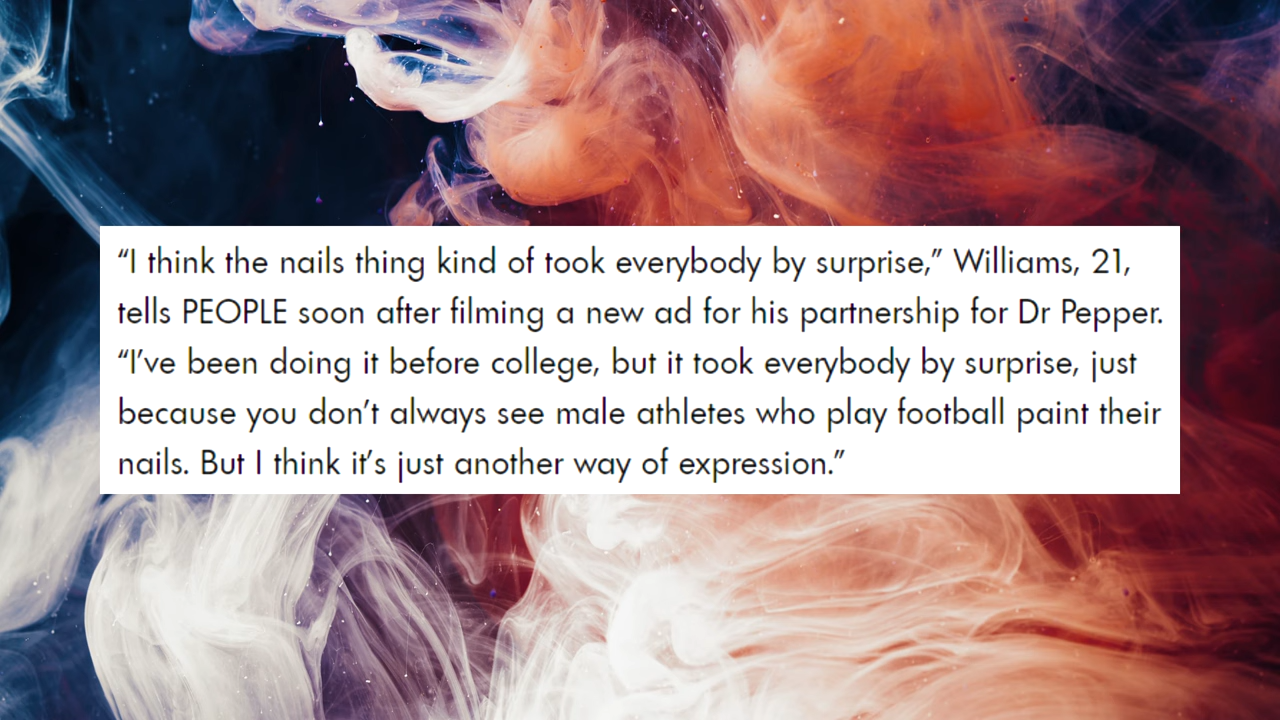 “I think the nails thing kind of took everybody by surprise,” Williams, 21,
tells PEOPLE soon after filming a new ad for his partnership for Dr Pepper.
“I’ve been doing it before college, but it took everybody by surprise, just
because you don’t always see male athletes who play football paint their
nails. But I think it’s just another way of expression.”